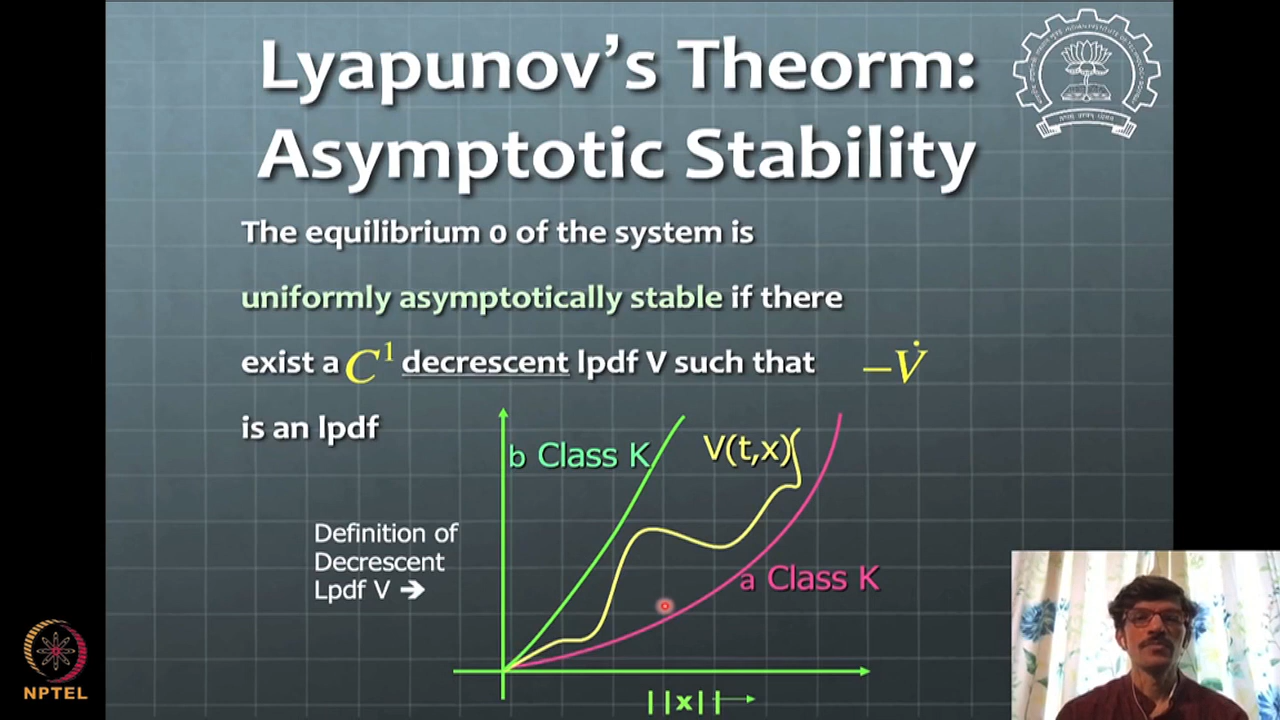 Lyapunov's Theorm:
Asymptotic Stability
The equilibrium 0 of the system is
uniformly asymptotically stable if there
exist a C¹ decrescent lpdf V such that −V̇
is an lpdf
b Class K
V(t,x)
Definition of
Decrescent
Lpdf V ➔
a Class K
||x||
NPTEL